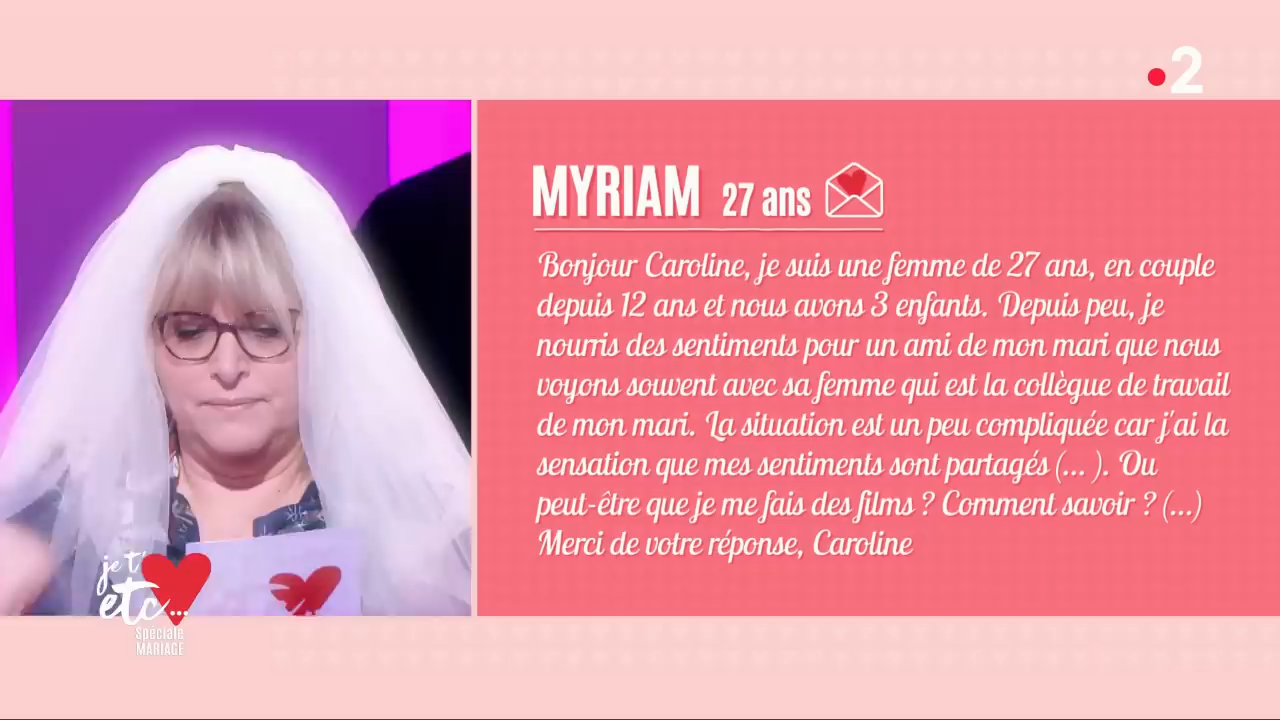 2
MYRIAM 27 ans
Bonjour Caroline, je suis une femme de 27 ans, en couple
depuis 12 ans et nous avons 3 enfants. Depuis peu, je
nourris des sentiments pour un ami de mon mari que nous
voyons souvent avec sa femme qui est la collègue de travail
de mon mari. La situation est un peu compliquée car j'ai la
sensation que mes sentiments sont partagés (... ). Ou
peut-être que je me fais des films ? Comment savoir ? (...)
Merci de votre réponse, Caroline
je t'
etc...
Spéciale
MARIAGE